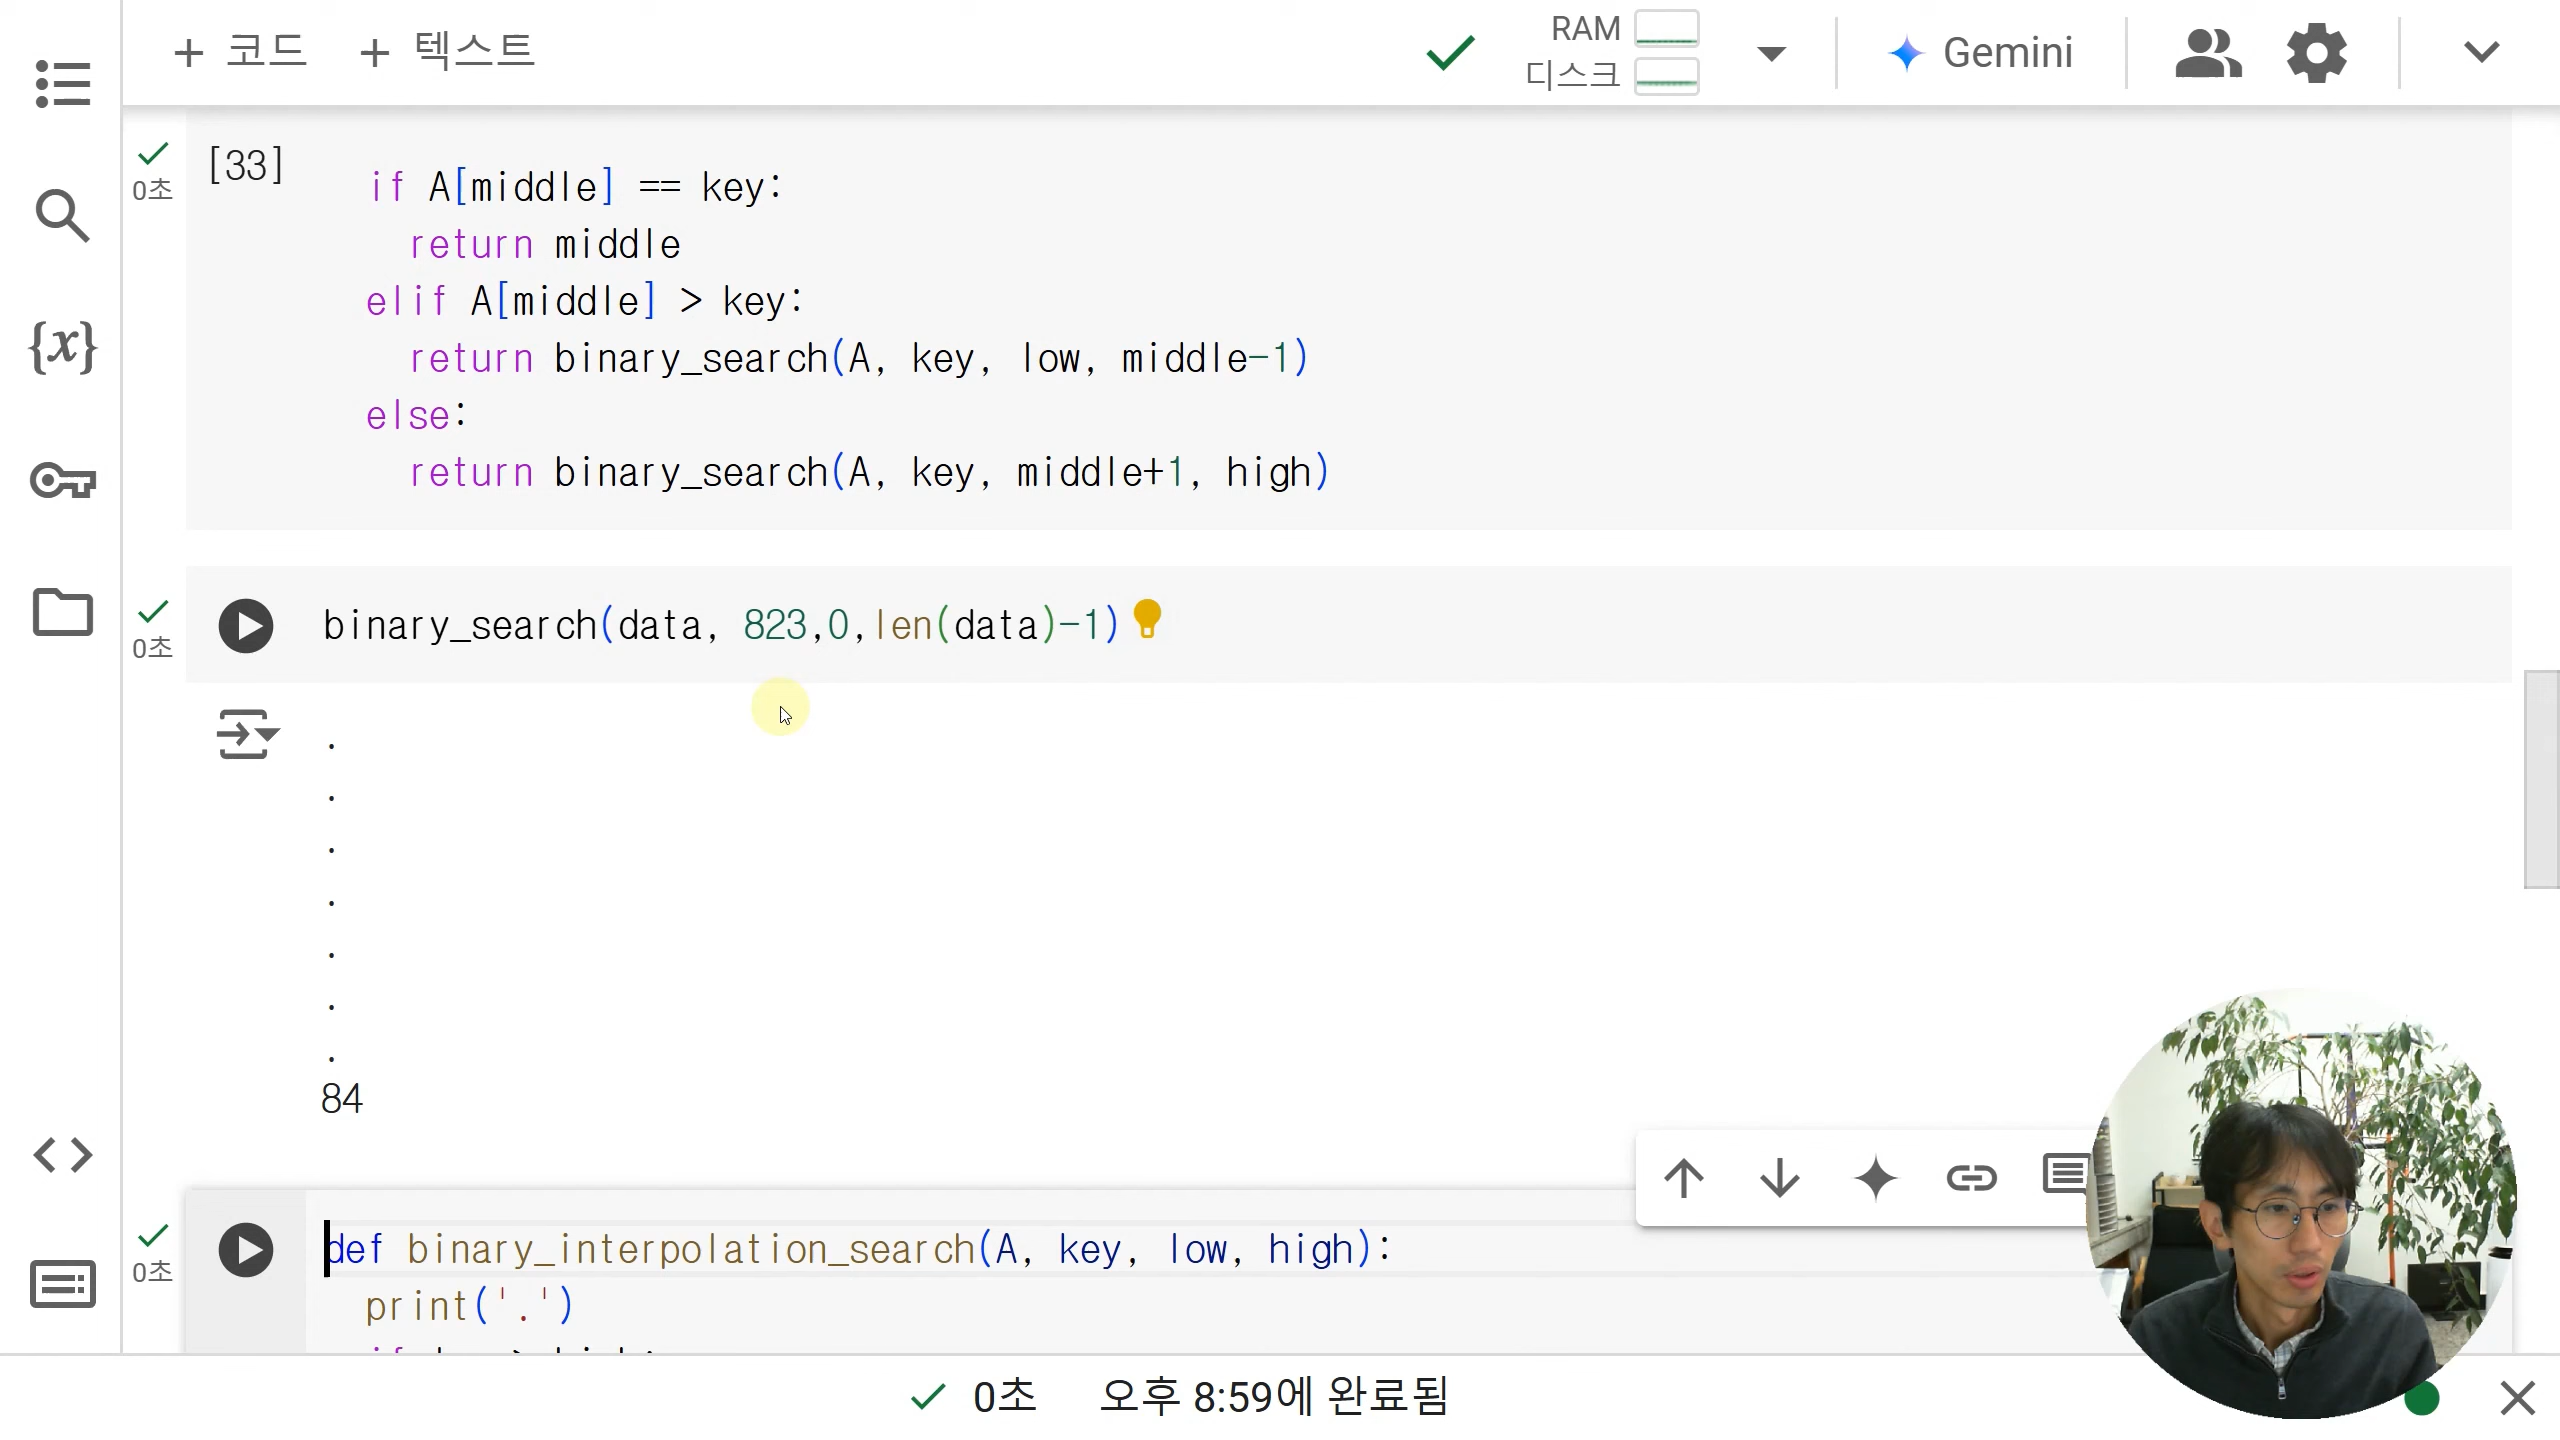 + 코드 + 텍스트
RAM
디스크
Gemini
[33]
0초
if A[middle] == key:
return middle
elif A[middle] > key:
return binary_search(A, key, low, middle-1)
else:
return binary_search(A, key, middle+1, high)
{x}
0초
binary_search(data, 823,0,len(data)-1)
.
.
.
.
.
.
.
84
0초
def binary_interpolation_search(A, key, low, high):
print('.')
0초 오후 8:59에 완료됨